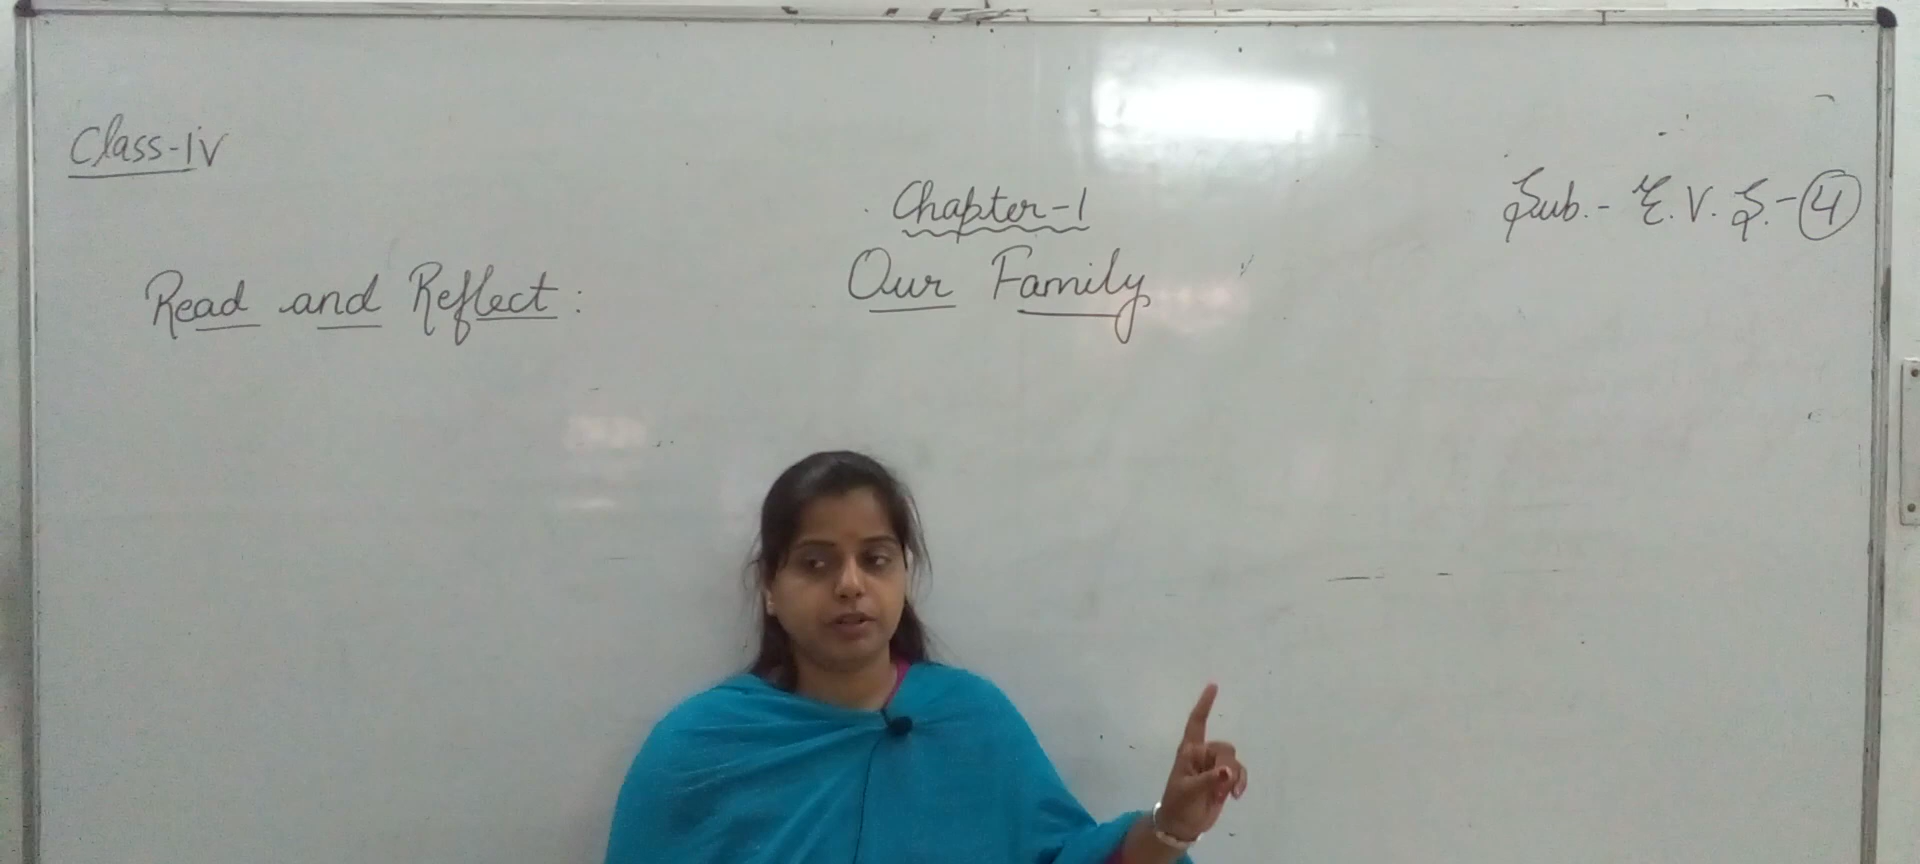 Class-IV
Chapter-1
Sub.- E.V.S.-4
Our Family
Read and Reflect: